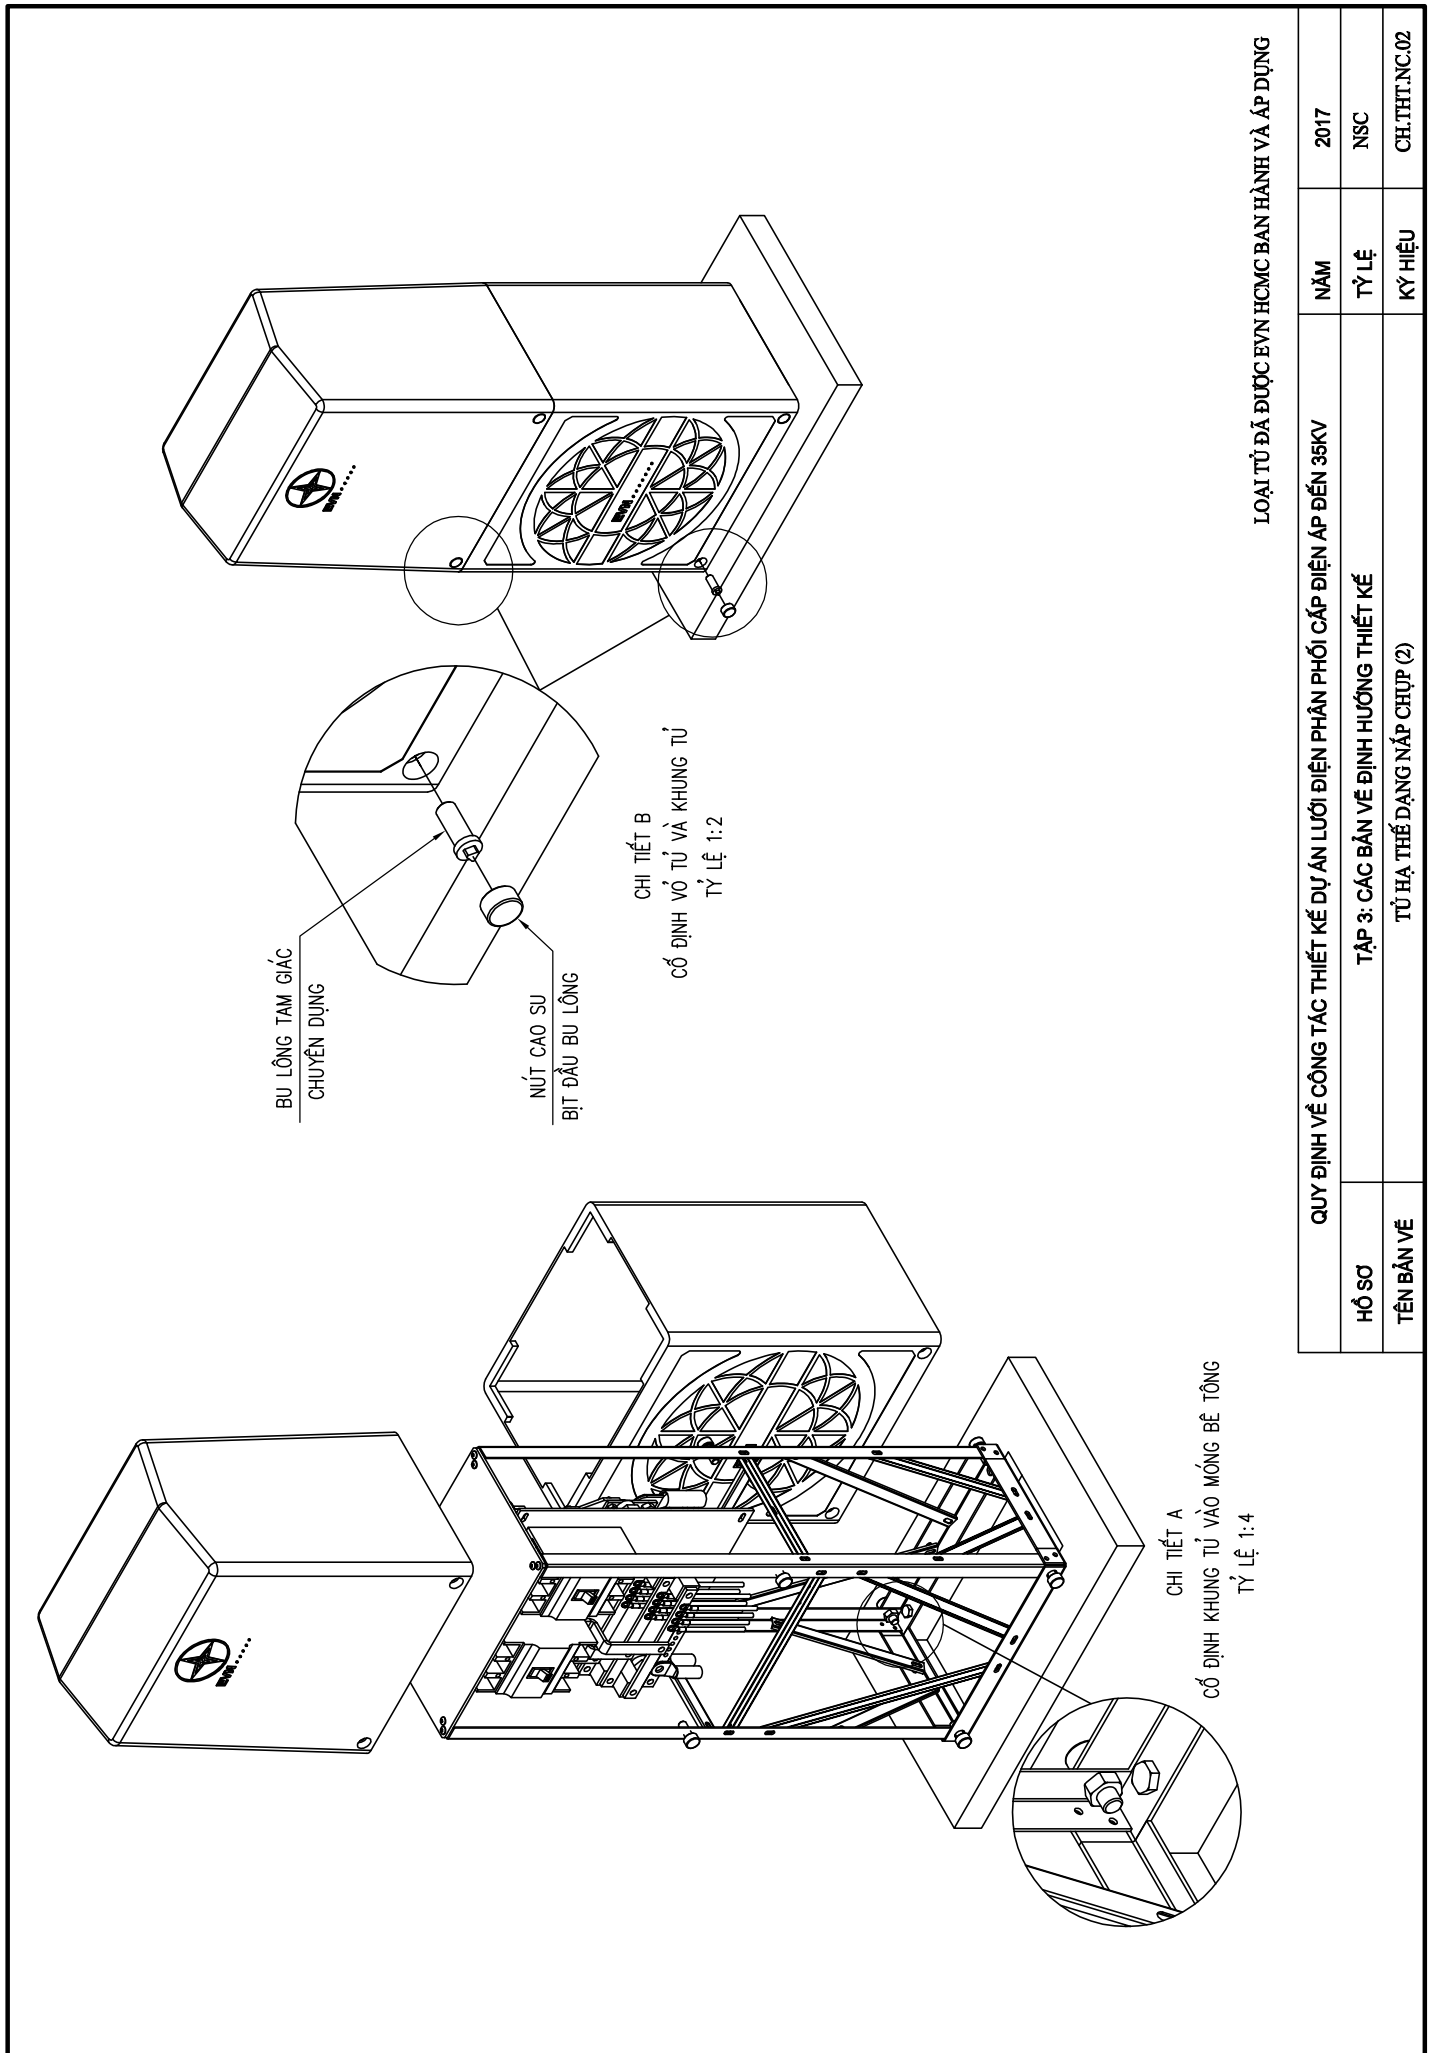 EVN
EVN
EVN
BU LÔNG TAM GIÁC
CHUYÊN DỤNG
NÚT CAO SU
BỊT ĐẦU BU LÔNG
CHI TIẾT B
CỐ ĐỊNH VỎ TỦ VÀ KHUNG TỦ
TỶ LỆ 1:2
CHI TIẾT A
CỐ ĐỊNH KHUNG TỦ VÀO MÓNG BÊ TÔNG
TỶ LỆ 1:4
LOẠI TỦ ĐÃ ĐƯỢC EVN HCMC BAN HÀNH VÀ ÁP DỤNG
QUY ĐỊNH VỀ CÔNG TÁC THIẾT KẾ DỰ ÁN LƯỚI ĐIỆN PHÂN PHỐI CẤP ĐIỆN ÁP ĐẾN 35KV
NĂM
2017
HỒ SƠ
TẬP 3: CÁC BẢN VẼ ĐỊNH HƯỚNG THIẾT KẾ
TỶ LỆ
NSC
TÊN BẢN VẼ
TỦ HẠ THẾ DẠNG NẮP CHỤP (2)
KÝ HIỆU
CH.THT.NC.02